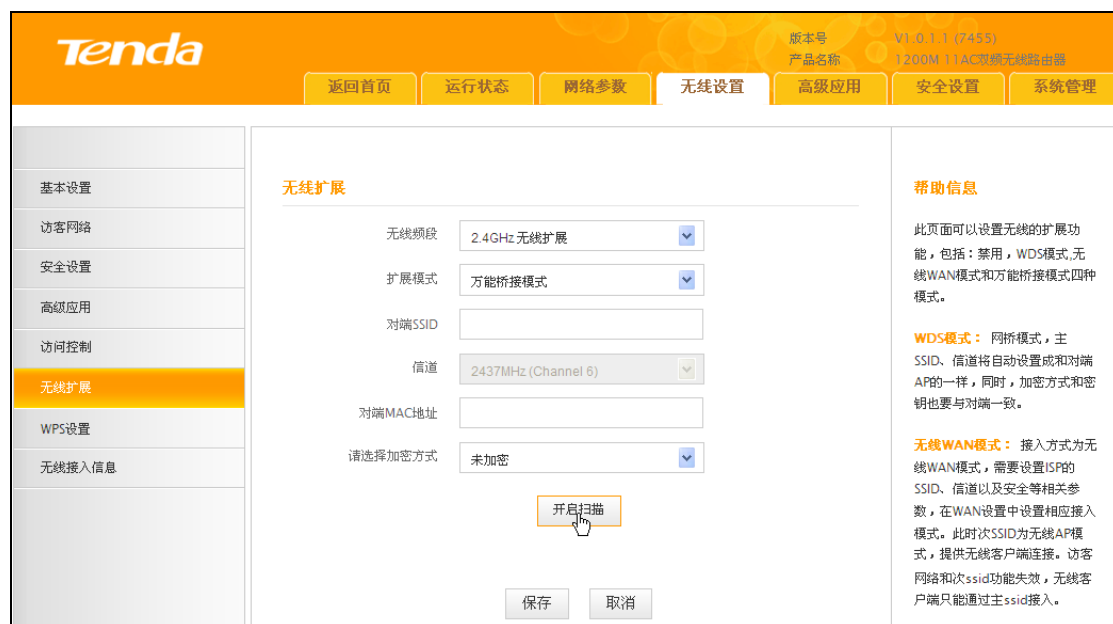 Tenda
版本号 V1.0.1.1 (7455)
产品名称 1200M 11AC双频无线路由器
返回首页 运行状态 网络参数 无线设置 高级应用 安全设置 系统管理
基本设置
访客网络
安全设置
高级应用
访问控制
无线扩展
WPS设置
无线接入信息
无线扩展
无线频段 2.4GHz 无线扩展
扩展模式 万能桥接模式
对端SSID
信道 2437MHz (Channel 6)
对端MAC地址
请选择加密方式 未加密
开启扫描
保存 取消
帮助信息
此页面可以设置无线的扩展功
能，包括：禁用，WDS模式,无
线WAN模式和万能桥接模式四种
模式。
WDS模式： 网桥模式，主
SSID、信道将自动设置成和对端
AP的一样，同时，加密方式和密
钥也要与对端一致。
无线WAN模式： 接入方式为无
线WAN模式，需要设置ISP的
SSID、信道以及安全等相关参
数，在WAN设置中设置相应接入
模式。此时次SSID为无线AP模
式，提供无线客户端连接。访客
网络和次ssid功能失效，无线客
户端只能通过主ssid接入。